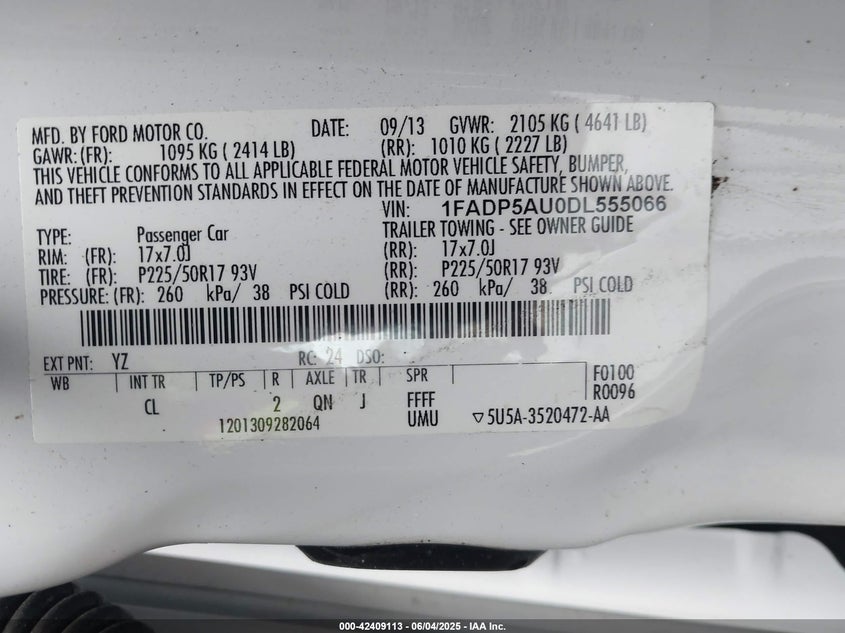 MFD. BY FORD MOTOR CO. DATE: 09/13 GVWR: 2105 KG ( 4641 LB)
GAWR: (FR): 1095 KG ( 2414 LB) (RR): 1010 KG ( 2227 LB)
THIS VEHICLE CONFORMS TO ALL APPLICABLE FEDERAL MOTOR VEHICLE SAFETY, BUMPER,
AND THEFT PREVENTION STANDARDS IN EFFECT ON THE DATE OF MANUFACTURE SHOWN ABOVE.
VIN: 1FADP5AU0DL555066
TYPE: Passenger Car TRAILER TOWING - SEE OWNER GUIDE
RIM: (FR): 17x7.0J (RR): 17x7.0J
TIRE: (FR): P225/50R17 93V (RR): P225/50R17 93V
PRESSURE: (FR): 260 kPa/ 38 PSI COLD (RR): 260 kPa/ 38 PSI COLD
EXT PNT: YZ RC: 24 DSO:
WB INT TR TP/PS R AXLE TR SPR F0100
CL 2 QN J FFFF R0096
1201309282064 UMU ▽5U5A-3520472-AA
000-42409113 - 06/04/2025 - IAA Inc.